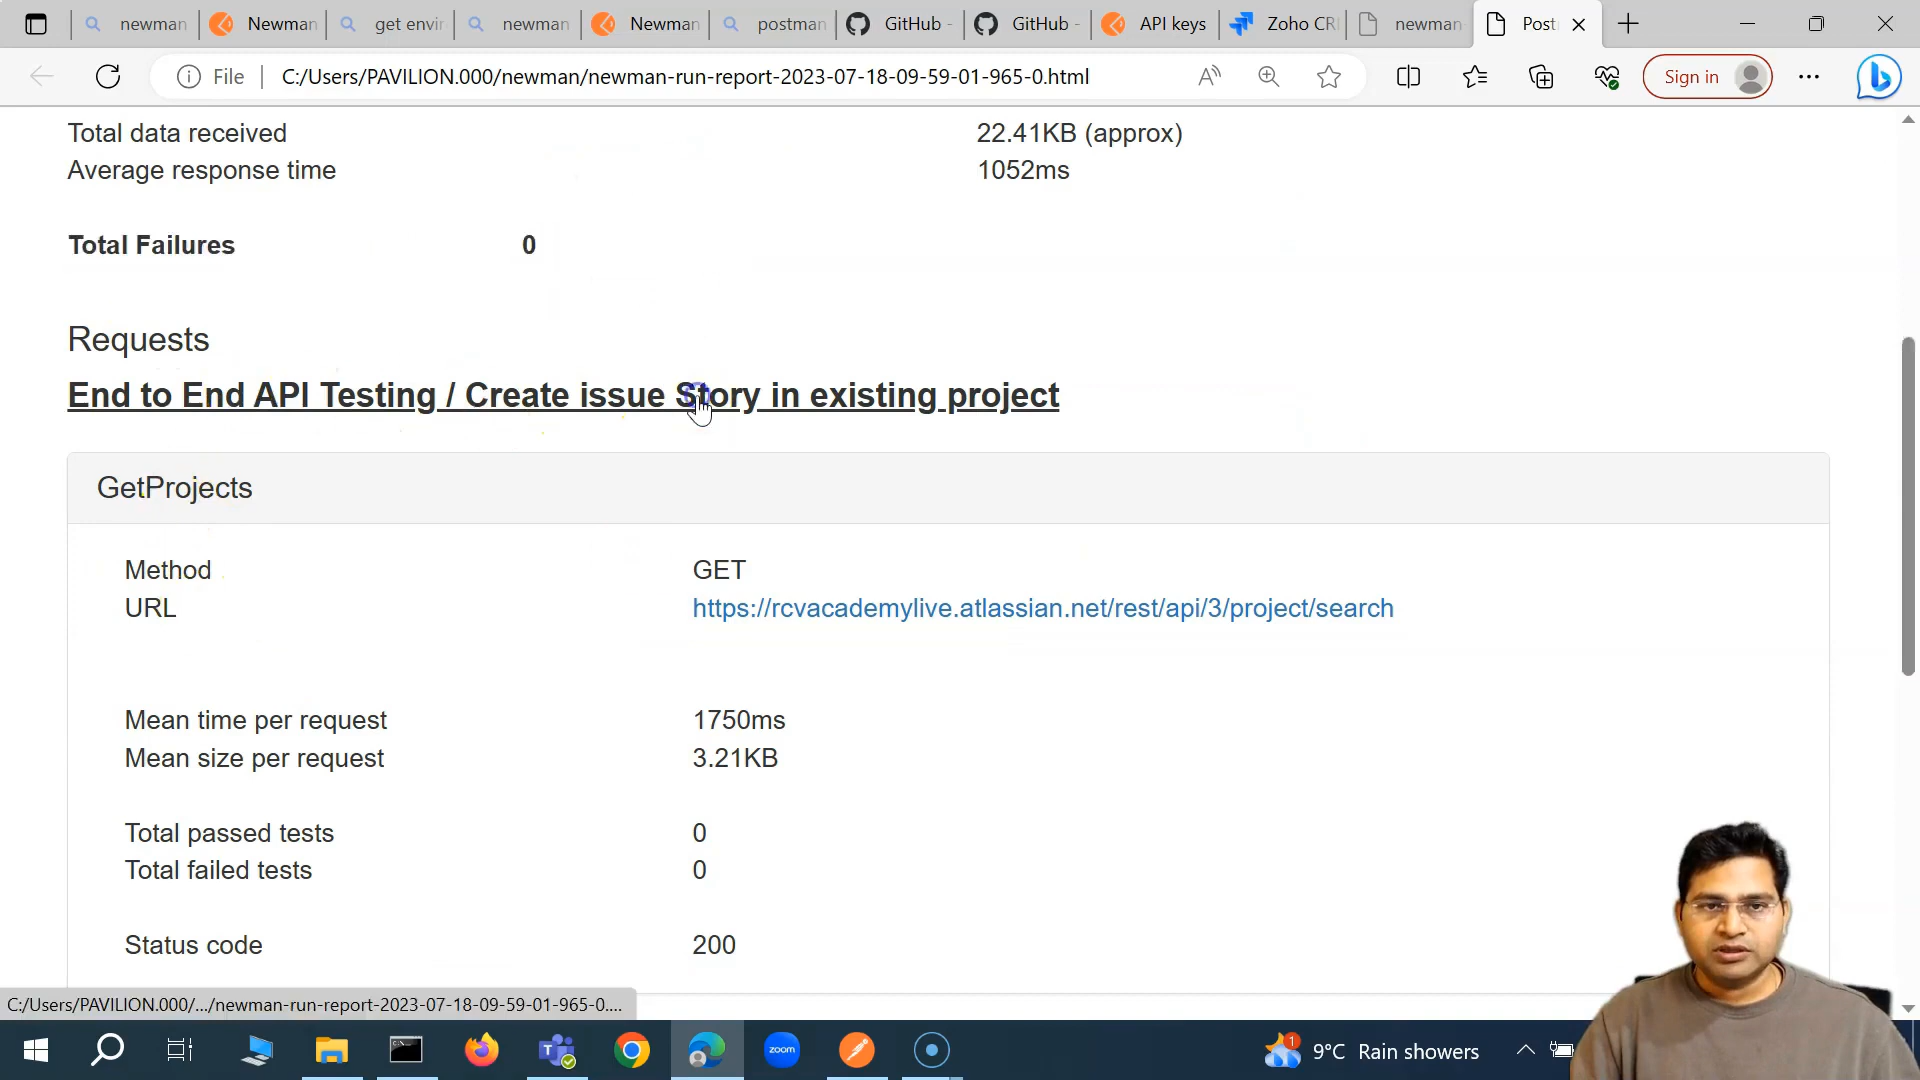 newman
Newman
get envir
newman
Newman
postman
GitHub -
GitHub -
API keys
Zoho CR
newman-
Post
File
C:/Users/PAVILION.000/newman/newman-run-report-2023-07-18-09-59-01-965-0.html
Sign in
Total data received 22.41KB (approx)
Average response time 1052ms
Total Failures 0
Requests
End to End API Testing / Create issue Story in existing project
GetProjects
Method GET
URL https://rcvacademylive.atlassian.net/rest/api/3/project/search
Mean time per request 1750ms
Mean size per request 3.21KB
Total passed tests 0
Total failed tests 0
Status code 200
C:/Users/PAVILION.000/.../newman-run-report-2023-07-18-09-59-01-965-0....
zoom
1
9°C Rain showers